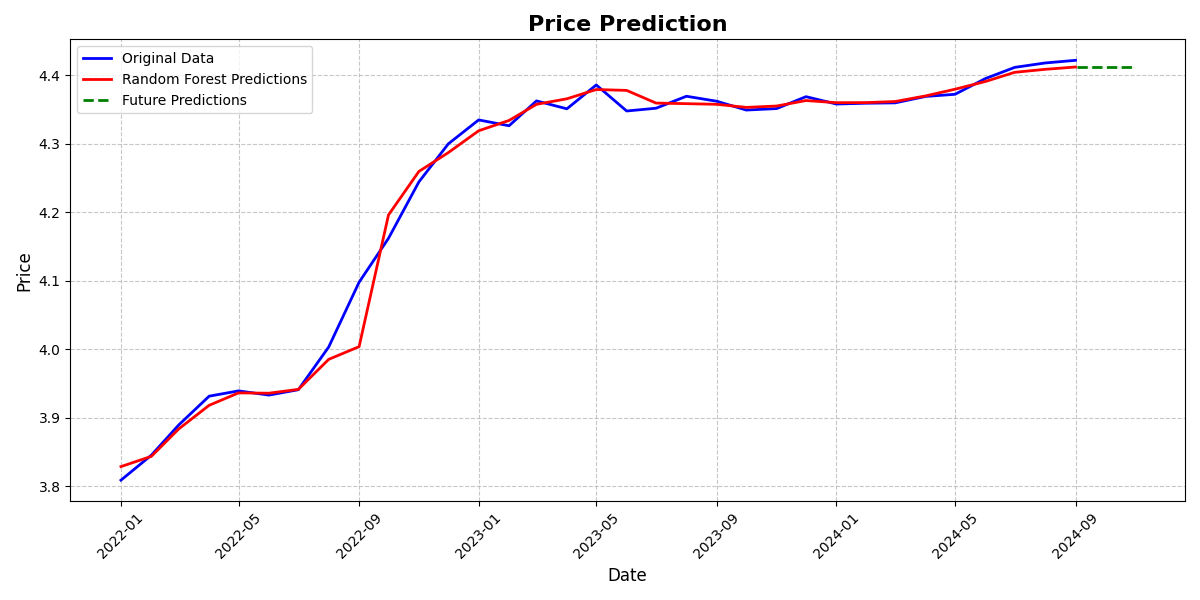 Price Prediction
Original Data
Random Forest Predictions
Future Predictions
Price
4.4
4.3
4.2
4.1
4.0
3.9
3.8
2022-01
2022-05
2022-09
2023-01
2023-05
2023-09
2024-01
2024-05
2024-09
Date